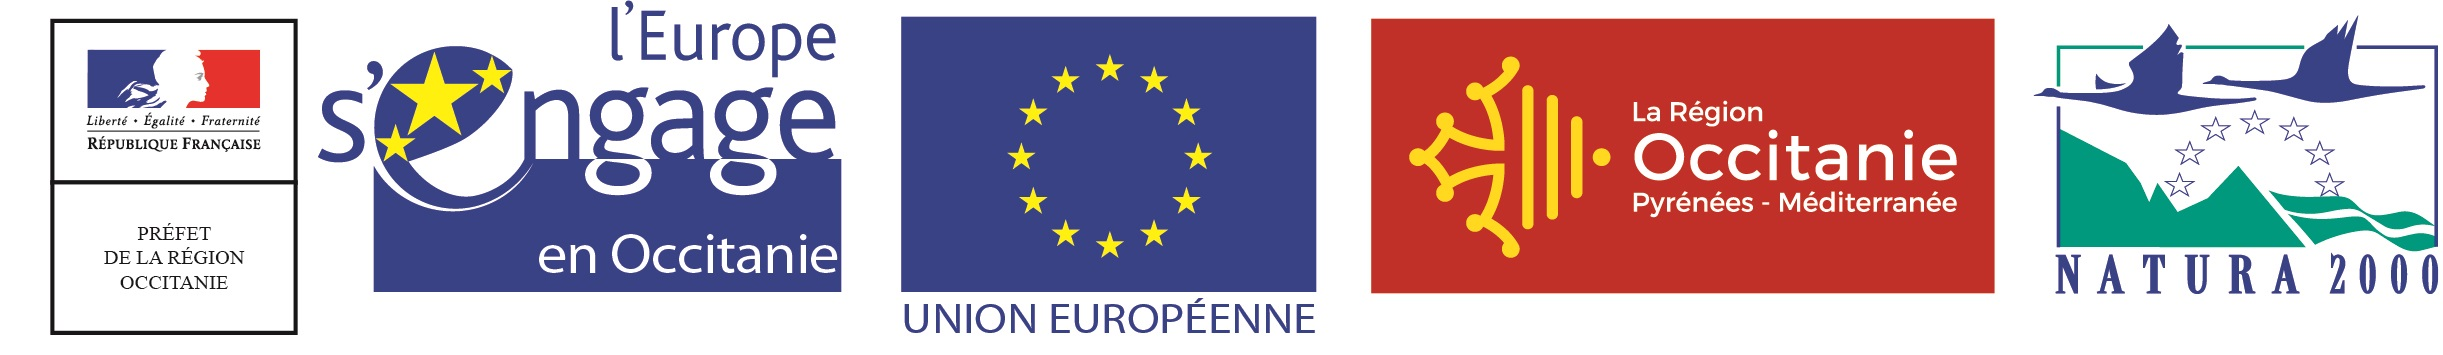 Liberté • Égalité • Fraternité
RÉPUBLIQUE FRANÇAISE
PRÉFET
DE LA RÉGION
OCCITANIE
l'Europe
s'engage
en Occitanie
UNION EUROPÉENNE
La Région
Occitanie
Pyrénées - Méditerranée
NATURA 2000